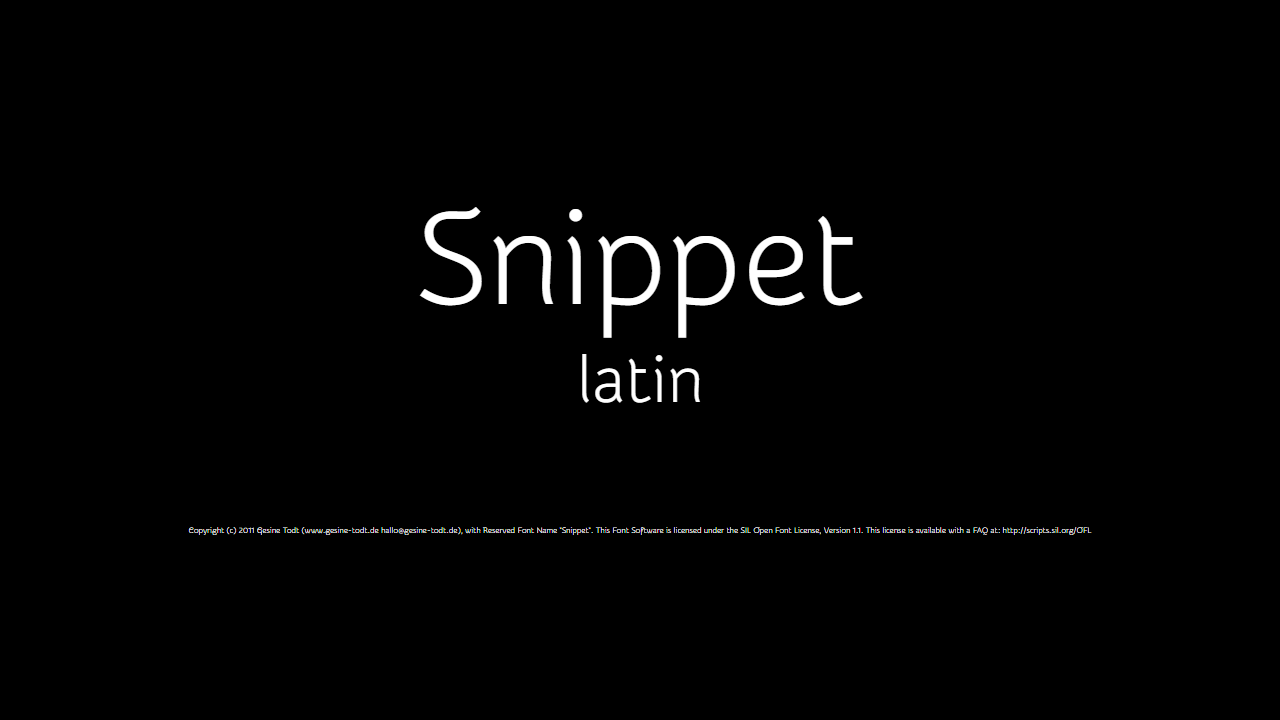 Snippet
latin
Copyright (c) 2011 Gesine Todt (www.gesine-todt.de hallo@gesine-todt.de), with Reserved Font Name "Snippet". This Font Software is licensed under the SIL Open Font License, Version 1.1. This license is available with a FAQ at: http://scripts.sil.org/OFL